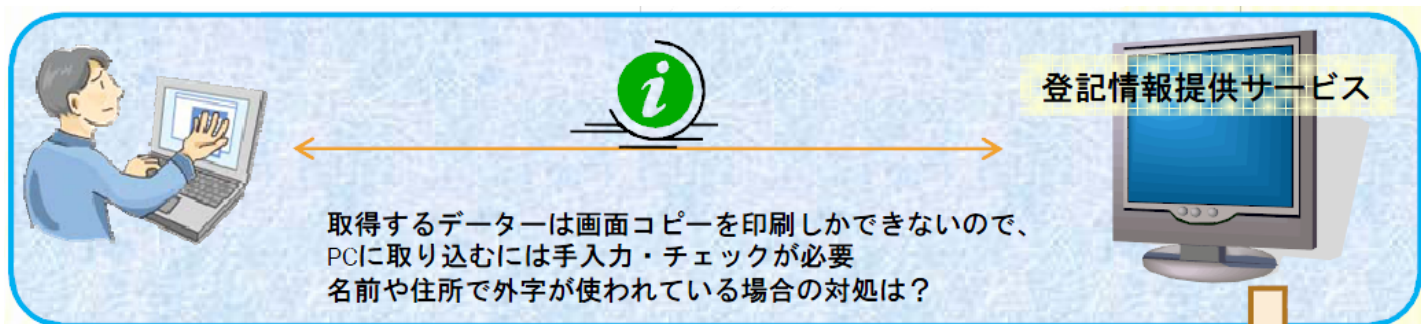 登記情報提供サービス
取得するデーターは画面コピーを印刷しかできないので、
PCに取り込むには手入力・チェックが必要
名前や住所で外字が使われている場合の対処は？